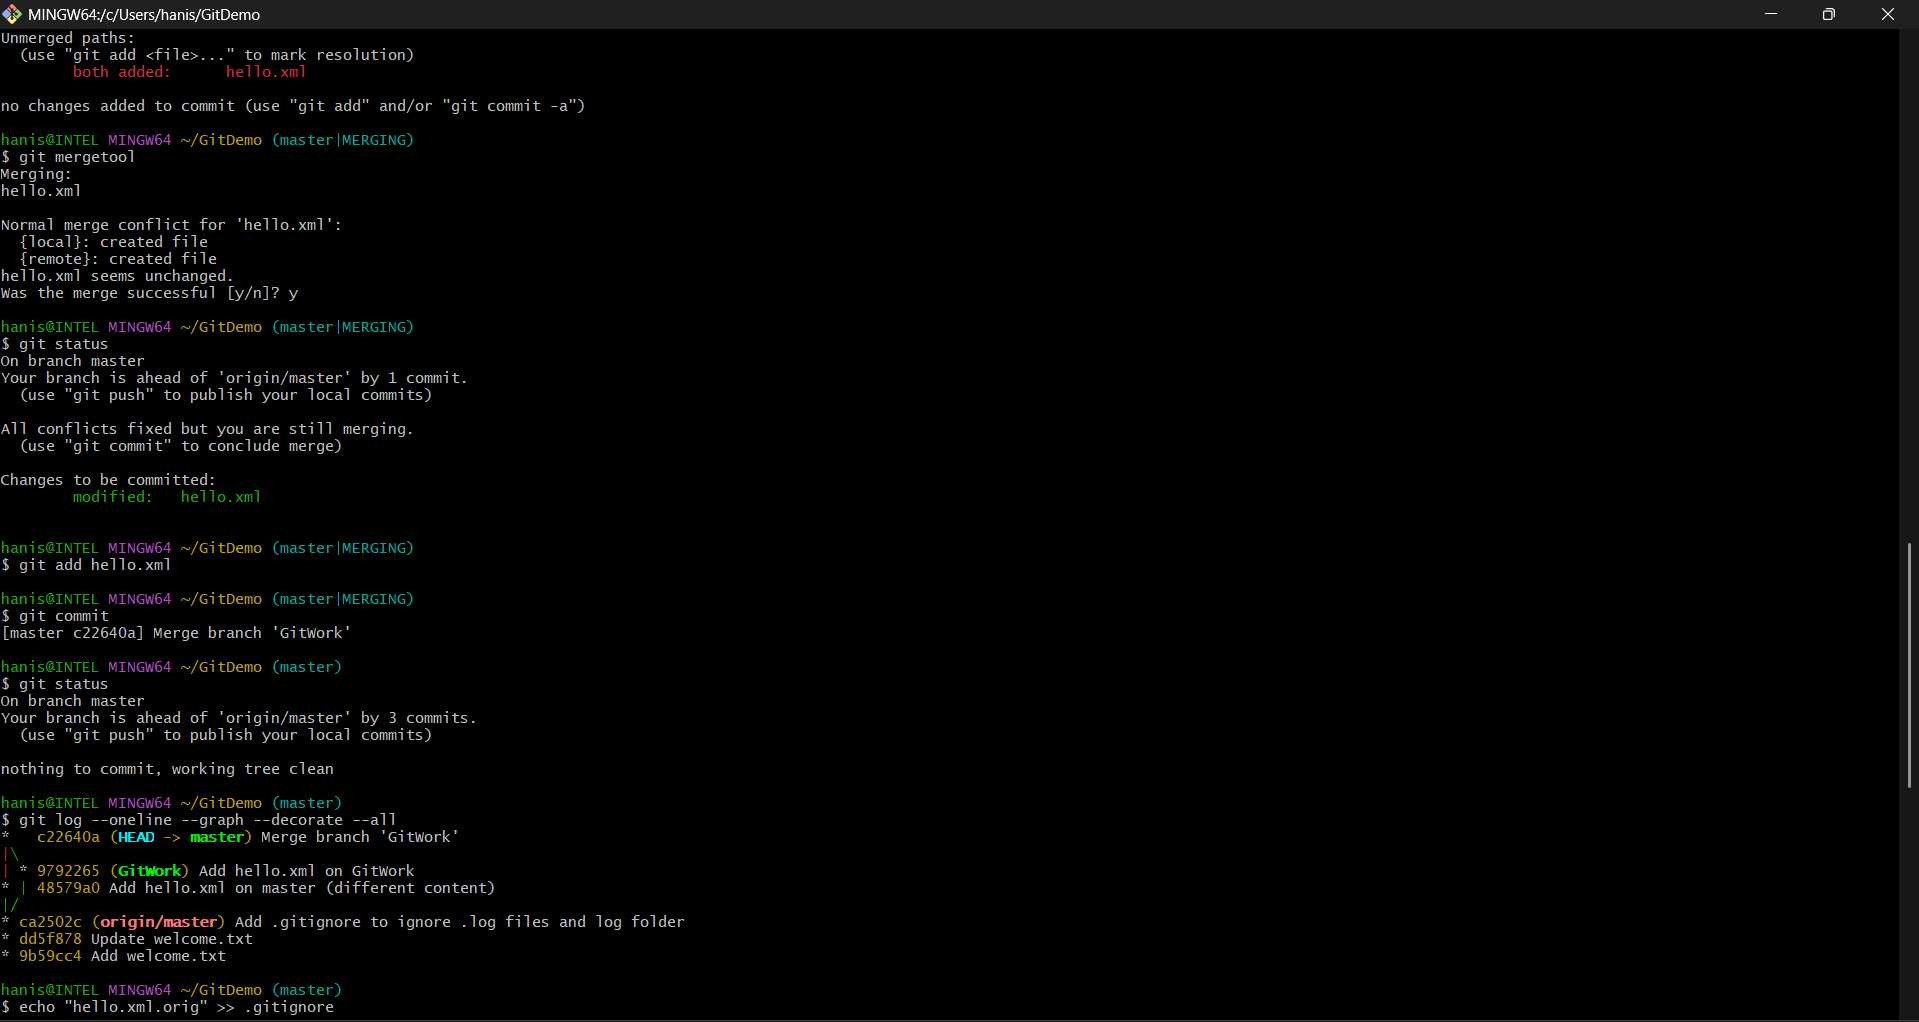 MINGW64:/c/Users/hanis/GitDemo
Unmerged paths:
  (use "git add <file>..." to mark resolution)
        both added:      hello.xml
no changes added to commit (use "git add" and/or "git commit -a")
hanis@INTEL MINGW64 ~/GitDemo (master|MERGING)
$ git mergetool
Merging:
hello.xml
Normal merge conflict for 'hello.xml':
  {local}: created file
  {remote}: created file
hello.xml seems unchanged.
Was the merge successful [y/n]? y
hanis@INTEL MINGW64 ~/GitDemo (master|MERGING)
$ git status
On branch master
Your branch is ahead of 'origin/master' by 1 commit.
  (use "git push" to publish your local commits)
All conflicts fixed but you are still merging.
  (use "git commit" to conclude merge)
Changes to be committed:
        modified:   hello.xml
hanis@INTEL MINGW64 ~/GitDemo (master|MERGING)
$ git add hello.xml
hanis@INTEL MINGW64 ~/GitDemo (master|MERGING)
$ git commit
[master c22640a] Merge branch 'GitWork'
hanis@INTEL MINGW64 ~/GitDemo (master)
$ git status
On branch master
Your branch is ahead of 'origin/master' by 3 commits.
  (use "git push" to publish your local commits)
nothing to commit, working tree clean
hanis@INTEL MINGW64 ~/GitDemo (master)
$ git log --oneline --graph --decorate --all
*   c22640a (HEAD -> master) Merge branch 'GitWork'
|\
| * 9792265 (GitWork) Add hello.xml on GitWork
* | 48579a0 Add hello.xml on master (different content)
|/
* ca2502c (origin/master) Add .gitignore to ignore .log files and log folder
* dd5f878 Update welcome.txt
* 9b59cc4 Add welcome.txt
hanis@INTEL MINGW64 ~/GitDemo (master)
$ echo "hello.xml.orig" >> .gitignore